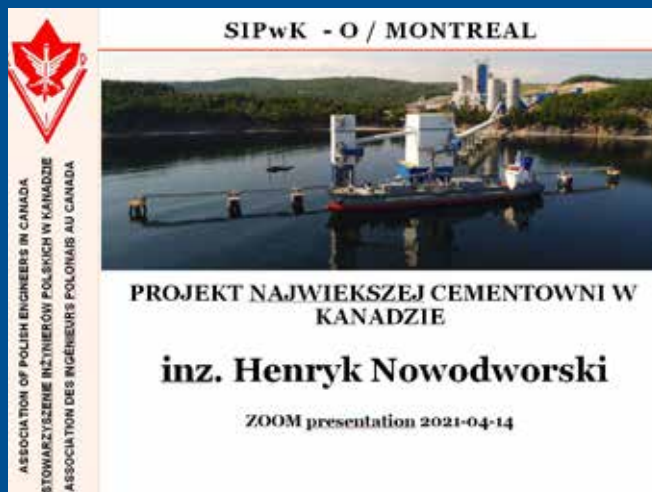 SIPwK - O / MONTREAL
ASSOCIATION OF POLISH ENGINEERS IN CANADA
STOWARZYSZENIE INŻYNIERÓW POLSKICH W KANADZIE
ASSOCIATION DES INGÉNIEURS POLONAIS AU CANADA
PROJEKT NAJWIEKSZEJ CEMENTOWNI W
KANADZIE
inz. Henryk Nowodworski
ZOOM presentation 2021-04-14